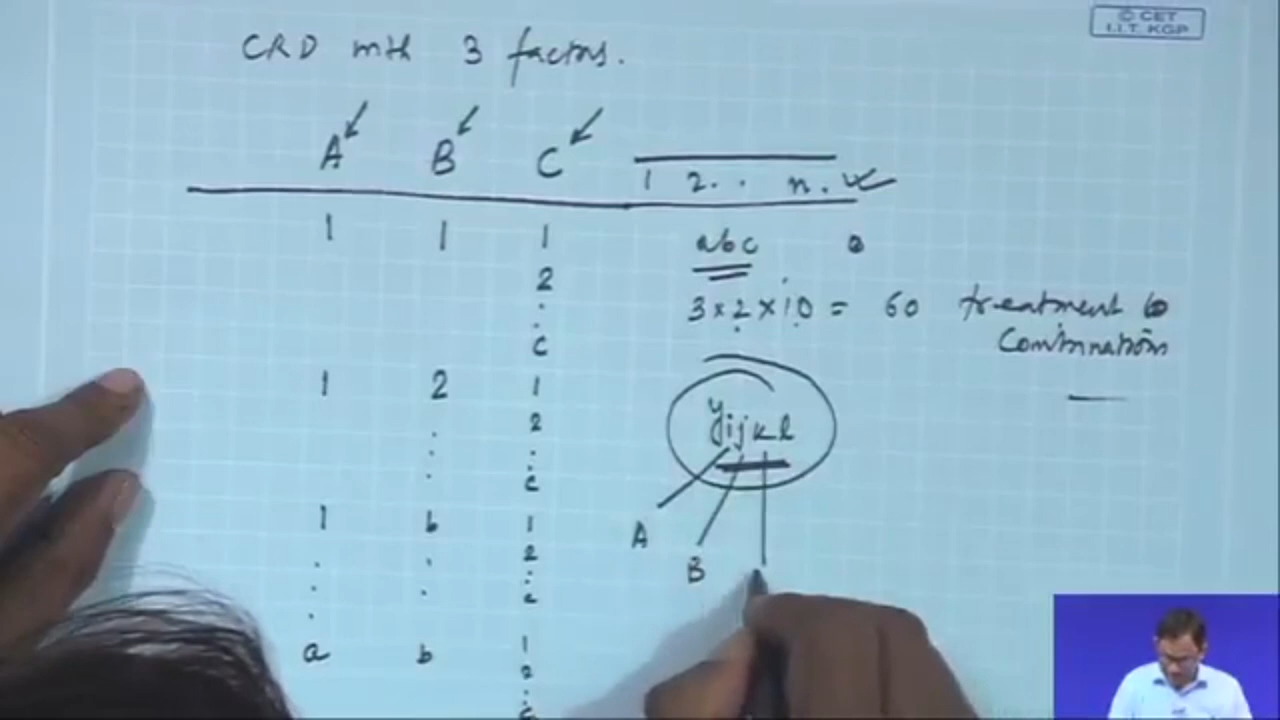 © CET
I.I.T. KGP
CRD with 3 factors.
A B C
1 2 . . n .
1 1 1 abc
2
3 x 2 x 10 = 60 treatment
.
.
c combinations
1 2 1
. 2
. .
. .
c
yijkl
1 b 1 A
. . 2 B
. . .
. c
a b 1
2
.
c